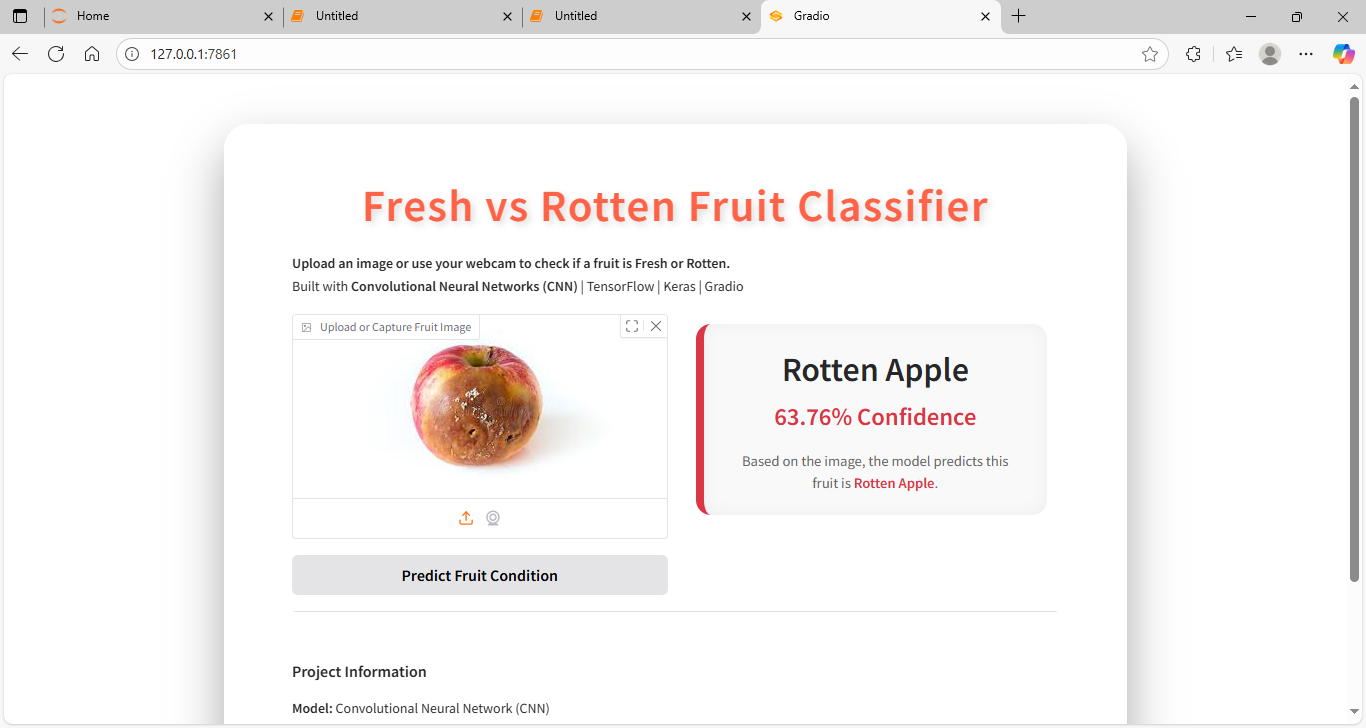 Home
Untitled
Untitled
Gradio
127.0.0.1:7861
Fresh vs Rotten Fruit Classifier
Upload an image or use your webcam to check if a fruit is Fresh or Rotten.
Built with Convolutional Neural Networks (CNN) | TensorFlow | Keras | Gradio
Upload or Capture Fruit Image
Rotten Apple
63.76% Confidence
Based on the image, the model predicts this
fruit is Rotten Apple.
Predict Fruit Condition
Project Information
Model: Convolutional Neural Network (CNN)